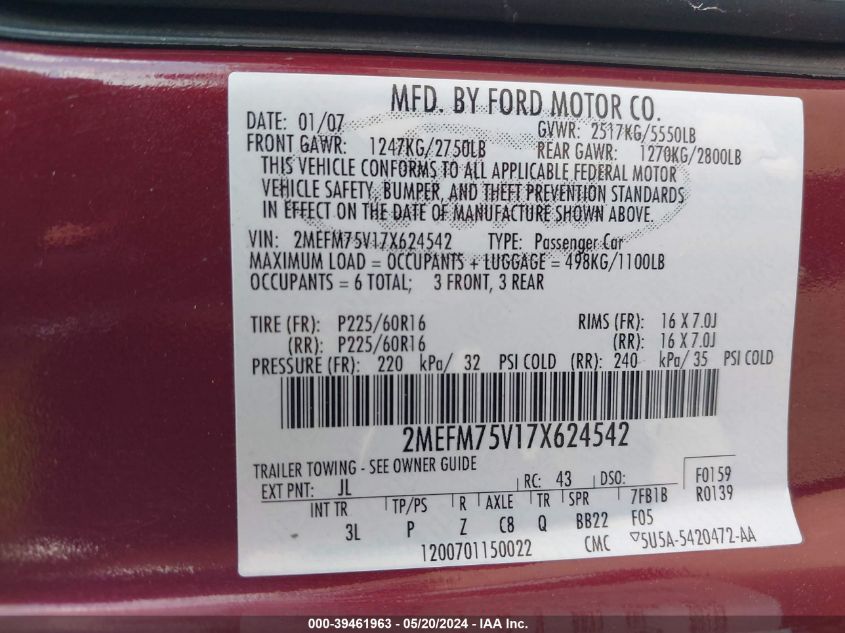 MFD. BY FORD MOTOR CO.
DATE: 01/07 GVWR: 2517KG/5550LB
FRONT GAWR: 1247KG/2750LB REAR GAWR: 1270KG/2800LB
THIS VEHICLE CONFORMS TO ALL APPLICABLE FEDERAL MOTOR
VEHICLE SAFETY, BUMPER, AND THEFT PREVENTION STANDARDS
IN EFFECT ON THE DATE OF MANUFACTURE SHOWN ABOVE.
VIN: 2MEFM75V17X624542 TYPE: Passenger Car
MAXIMUM LOAD = OCCUPANTS + LUGGAGE = 498KG/1100LB
OCCUPANTS = 6 TOTAL; 3 FRONT, 3 REAR
TIRE (FR): P225/60R16 RIMS (FR): 16 X 7.0J
(RR): P225/60R16 (RR): 16 X 7.0J
PRESSURE (FR): 220 kPa/ 32 PSI COLD (RR): 240 kPa/ 35 PSI COLD
2MEFM75V17X624542
TRAILER TOWING - SEE OWNER GUIDE
EXT PNT: JL RC: 43 DSO: F0159
R0139
INT TR TP/PS R AXLE TR SPR 7FB1B
3L P Z C8 Q BB22 F05
1200701150022 CMC 5U5A-5420472-AA
000-39461963 - 05/20/2024 - IAA Inc.